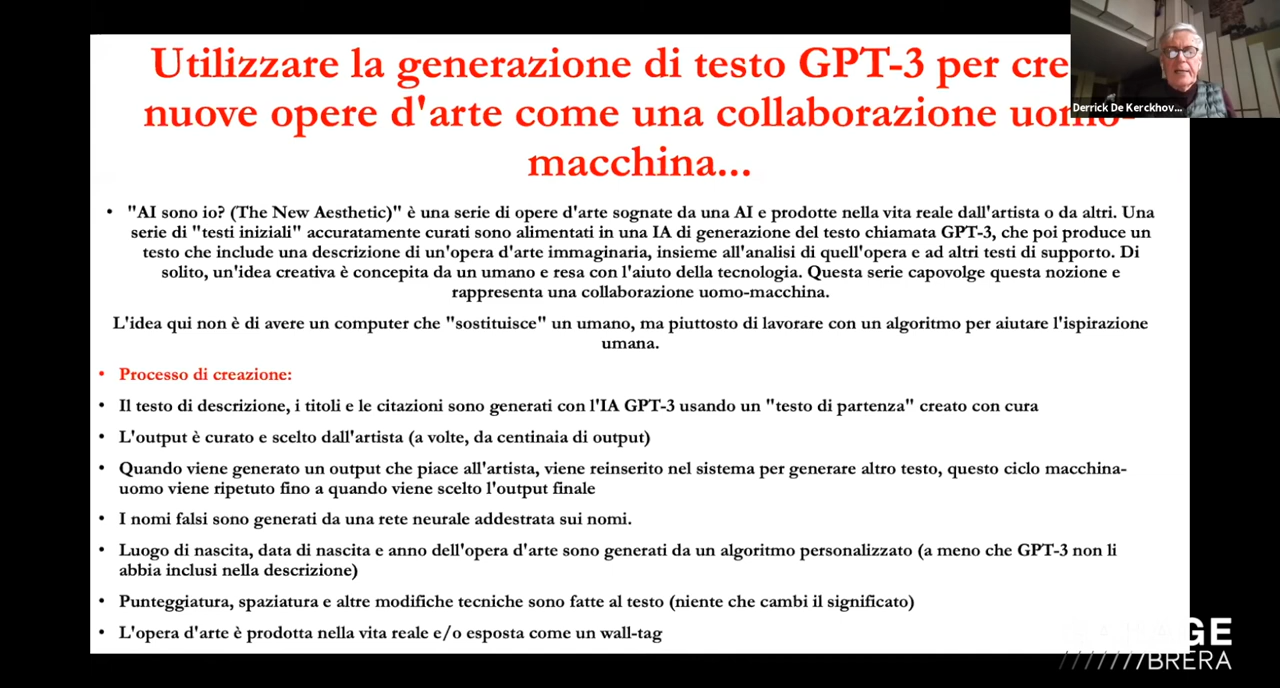 Utilizzare la generazione di testo GPT-3 per cre
nuove opere d'arte come una collaborazione uomo-
macchina...
Derrick De Kerckhov...
• "AI sono io? (The New Aesthetic)" è una serie di opere d'arte sognate da una AI e prodotte nella vita reale dall'artista o da altri. Una
serie di "testi iniziali" accuratamente curati sono alimentati in una IA di generazione del testo chiamata GPT-3, che poi produce un
testo che include una descrizione di un'opera d'arte immaginaria, insieme all'analisi di quell'opera e ad altri testi di supporto. Di
solito, un'idea creativa è concepita da un umano e resa con l'aiuto della tecnologia. Questa serie capovolge questa nozione e
rappresenta una collaborazione uomo-macchina.
L'idea qui non è di avere un computer che "sostituisce" un umano, ma piuttosto di lavorare con un algoritmo per aiutare l'ispirazione
umana.
• Processo di creazione:
• Il testo di descrizione, i titoli e le citazioni sono generati con l'IA GPT-3 usando un "testo di partenza" creato con cura
• L'output è curato e scelto dall'artista (a volte, da centinaia di output)
• Quando viene generato un output che piace all'artista, viene reinserito nel sistema per generare altro testo, questo ciclo macchina-
uomo viene ripetuto fino a quando viene scelto l'output finale
• I nomi falsi sono generati da una rete neurale addestrata sui nomi.
• Luogo di nascita, data di nascita e anno dell'opera d'arte sono generati da un algoritmo personalizzato (a meno che GPT-3 non li
abbia inclusi nella descrizione)
• Punteggiatura, spaziatura e altre modifiche tecniche sono fatte al testo (niente che cambi il significato)
• L'opera d'arte è prodotta nella vita reale e/o esposta come un wall-tag
///////BRERA